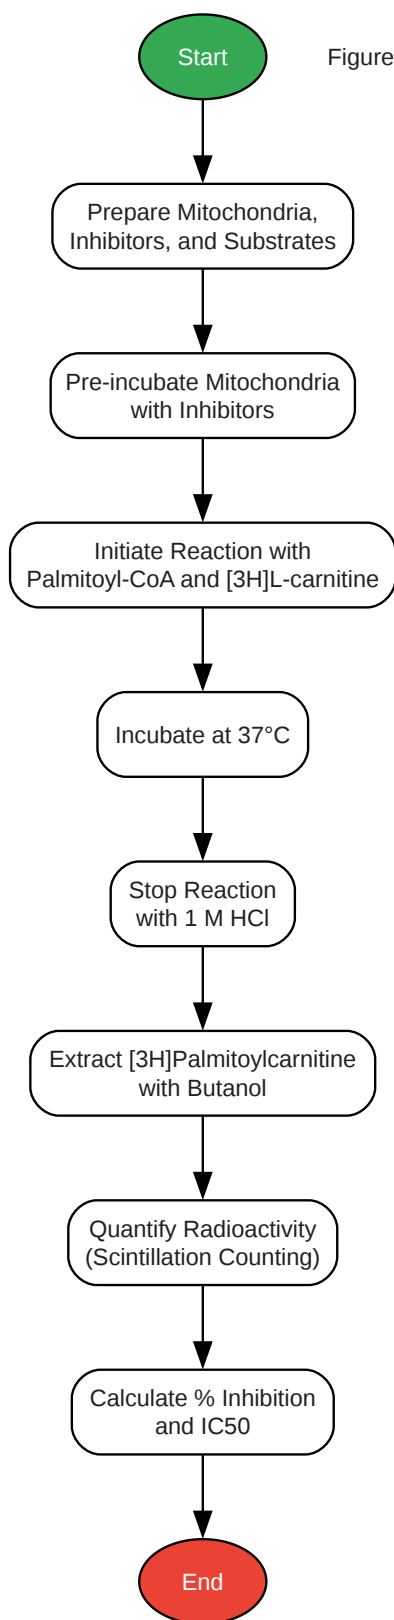 Start
Figure
Prepare Mitochondria,
Inhibitors, and Substrates
Pre-incubate Mitochondria
with Inhibitors
Initiate Reaction with
Palmitoyl-CoA and [3H]L-carnitine
Incubate at 37°C
Stop Reaction
with 1 M HCl
Extract [3H]Palmitoylcarnitine
with Butanol
Quantify Radioactivity
(Scintillation Counting)
Calculate % Inhibition
and IC50
End